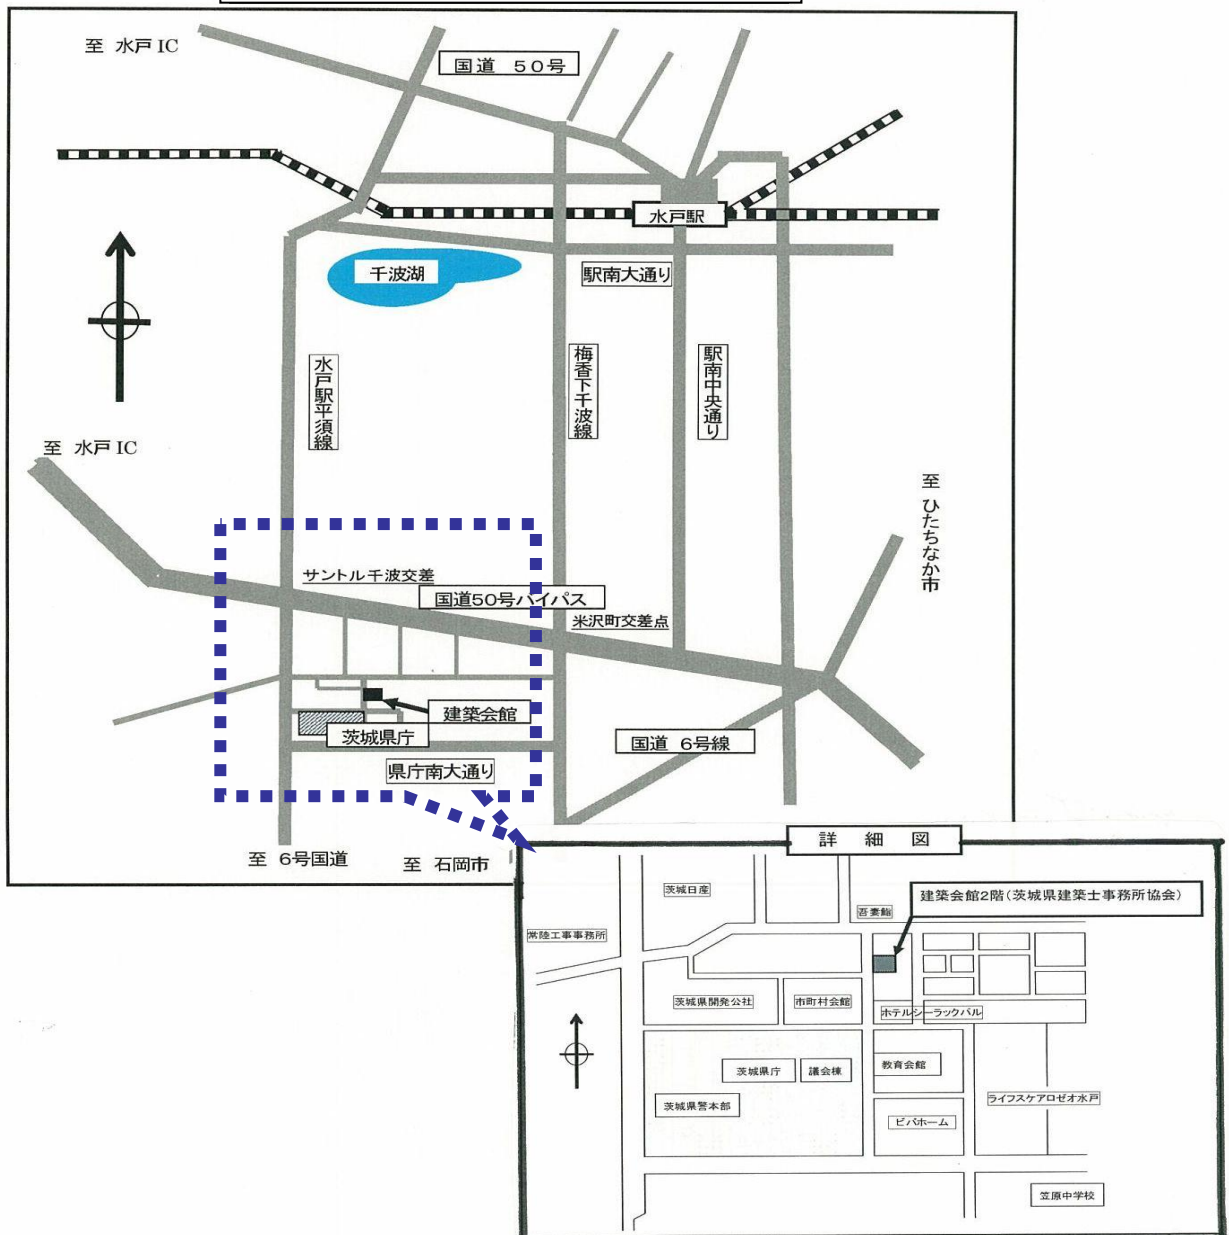 至 水戸IC
国道 50号
水戸駅
千波湖
駅南大通り
水戸駅平須線
梅香下千波線
駅南中央通り
至 水戸IC
至 ひたちなか市
サントル千波交差
国道50号バイパス
米沢町交差点
建築会館
茨城県庁
国道 6号線
県庁南大通り
至 6号国道
至 石岡市
詳 細 図
茨城日産
建築会館2階(茨城県建築士事務所協会)
吾妻館
常陸工事事務所
茨城県開発公社
市町村会館
ホテルシーラックパル
茨城県庁
議会棟
教育会館
茨城県警本部
ライフスケアロゼオ水戸
ビバホーム
笠原中学校